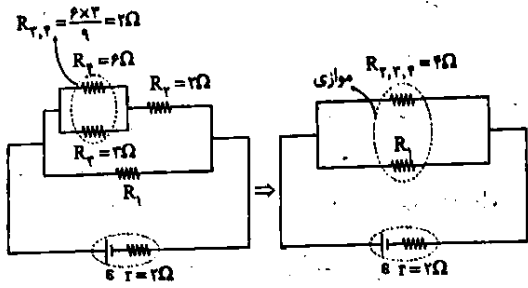 R۳,۴ = ۶×۳/۹ = ۲Ω
R۴ = ۶Ω
R۲ = ۲Ω
R۳ = ۳Ω
R۱
ε r = ۲Ω
⇒
R۲,۳,۴ = ۴Ω
موازی
R۱
ε r = ۲Ω